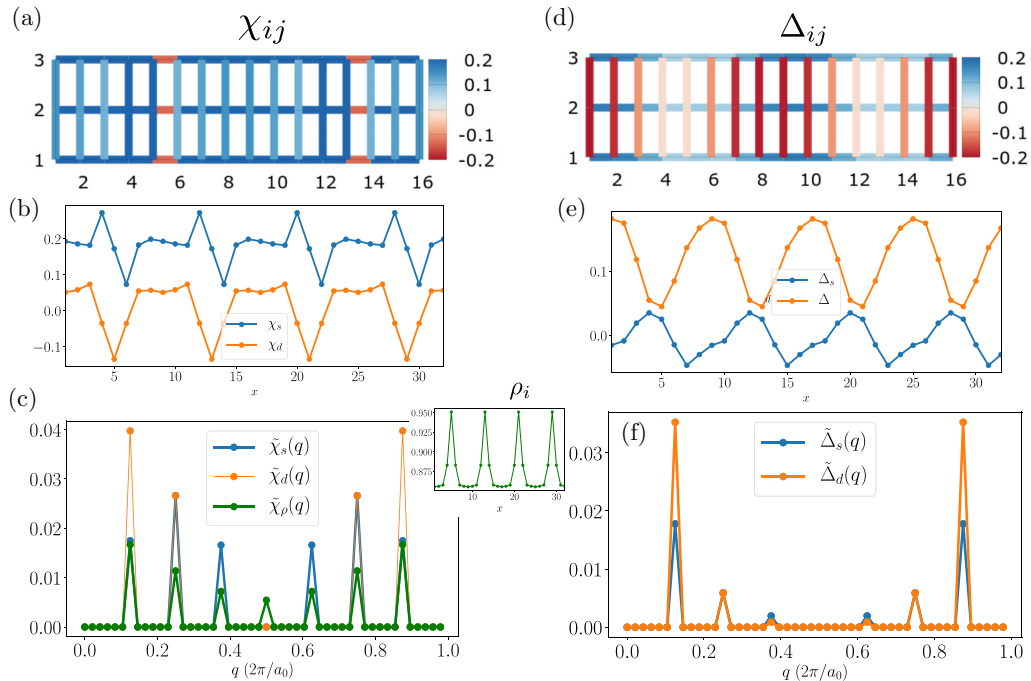 (a)
χij
3
2
1
0.2
0.1
0
-0.1
-0.2
2 4 6 8 10 12 14 16
(b)
0.2
0.1
0.0
−0.1
χs
χd
5 10 15 20 25 30
x
(c)
0.04
0.03
0.02
0.01
0.00
χ̃s(q)
χ̃d(q)
χ̃ρ(q)
0.0 0.2 0.4 0.6 0.8 1.0
q (2π/a0)
ρi
0.950
0.925
0.900
0.875
10 20 30
x
(d)
Δij
3
2
1
0.2
0.1
0
-0.1
-0.2
2 4 6 8 10 12 14 16
(e)
0.1
0.0
Δs
d Δ
5 10 15 20 25 30
x
(f)
0.03
0.02
0.01
0.00
Δ̃s(q)
Δ̃d(q)
0.0 0.2 0.4 0.6 0.8 1.0
q (2π/a0)